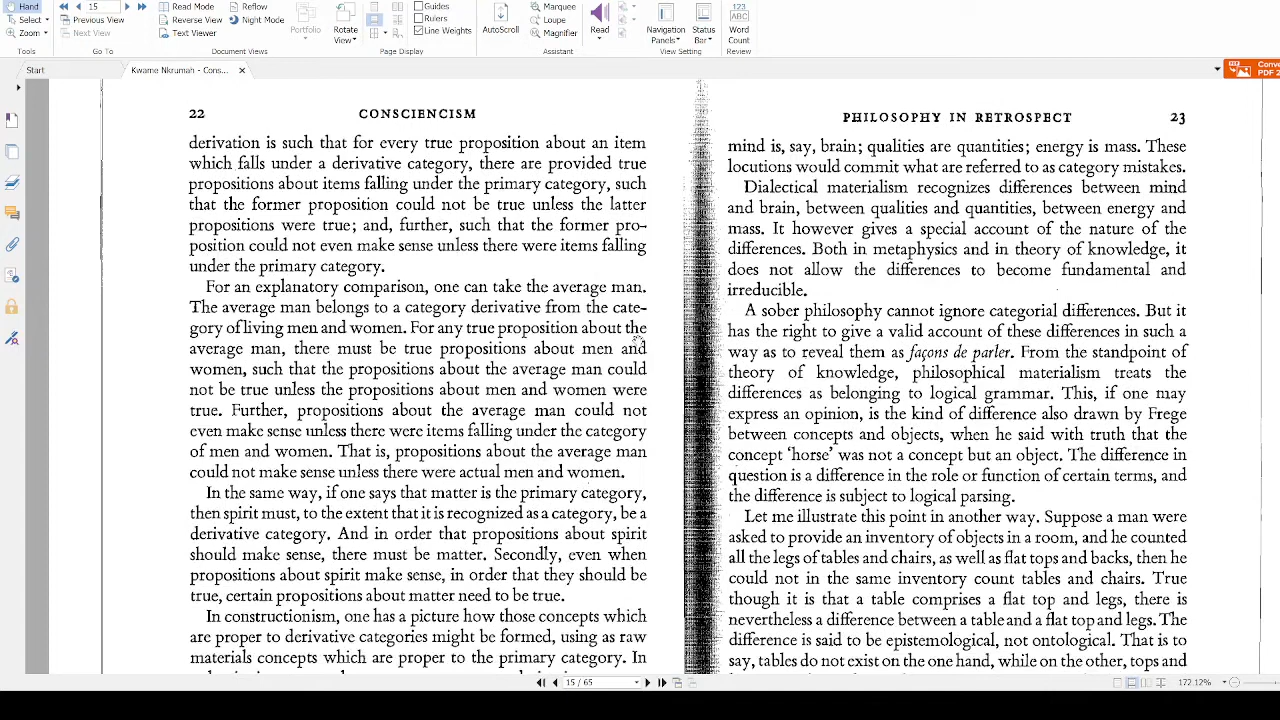 Hand
15
Read Mode
Reflow
Guides
Marquee
123
ABC
Select
Previous View
Reverse View
Night Mode
Rulers
Loupe
Zoom
Next View
Text Viewer
Portfolio
Rotate
View
Line Weights
AutoScroll
Magnifier
Read
Navigation
Panels
Status
Bar
Word
Count
Tools
Go To
Document Views
Page Display
Assistant
View Setting
Review
Start
Kwame Nkrumah - Cons...
Conve
PDF 2
22 CONSCIENCISM
derivation is such that for every true proposition about an item
which falls under a derivative category, there are provided true
propositions about items falling under the primary category, such
that the former proposition could not be true unless the latter
propositions were true; and, further, such that the former pro-
position could not even make sense unless there were items falling
under the primary category.
For an explanatory comparison, one can take the average man.
The average man belongs to a category derivative from the cate-
gory of living men and women. For any true proposition about the
average man, there must be true propositions about men and
women, such that the propositions about the average man could
not be true unless the propositions about men and women were
true. Further, propositions about the average man could not
even make sense unless there were items falling under the category
of men and women. That is, propositions about the average man
could not make sense unless there were actual men and women.
In the same way, if one says that matter is the primary category,
then spirit must, to the extent that it is recognized as a category, be a
derivative category. And in order that propositions about spirit
should make sense, there must be matter. Secondly, even when
propositions about spirit make sense, in order that they should be
true, certain propositions about matter need to be true.
In constructionism, one has a picture how those concepts which
are proper to derivative categories might be formed, using as raw
materials concepts which are proper to the primary category. In
PHILOSOPHY IN RETROSPECT 23
mind is, say, brain; qualities are quantities; energy is mass. These
locutions would commit what are referred to as category mistakes.
Dialectical materialism recognizes differences between mind
and brain, between qualities and quantities, between energy and
mass. It however gives a special account of the nature of the
differences. Both in metaphysics and in theory of knowledge, it
does not allow the differences to become fundamental and
irreducible.
A sober philosophy cannot ignore categorial differences. But it
has the right to give a valid account of these differences in such a
way as to reveal them as façons de parler. From the standpoint of
theory of knowledge, philosophical materialism treats the
differences as belonging to logical grammar. This, if one may
express an opinion, is the kind of difference also drawn by Frege
between concepts and objects, when he said with truth that the
concept ‘horse’ was not a concept but an object. The difference in
question is a difference in the role or function of certain terms, and
the difference is subject to logical parsing.
Let me illustrate this point in another way. Suppose a man were
asked to provide an inventory of objects in a room, and he counted
all the legs of tables and chairs, as well as flat tops and backs, then he
could not in the same inventory count tables and chairs. True
though it is that a table comprises a flat top and legs, there is
nevertheless a difference between a table and a flat top and legs. The
difference is said to be epistemological, not ontological. That is to
say, tables do not exist on the one hand, while on the other, tops and
15 / 65
172.12%